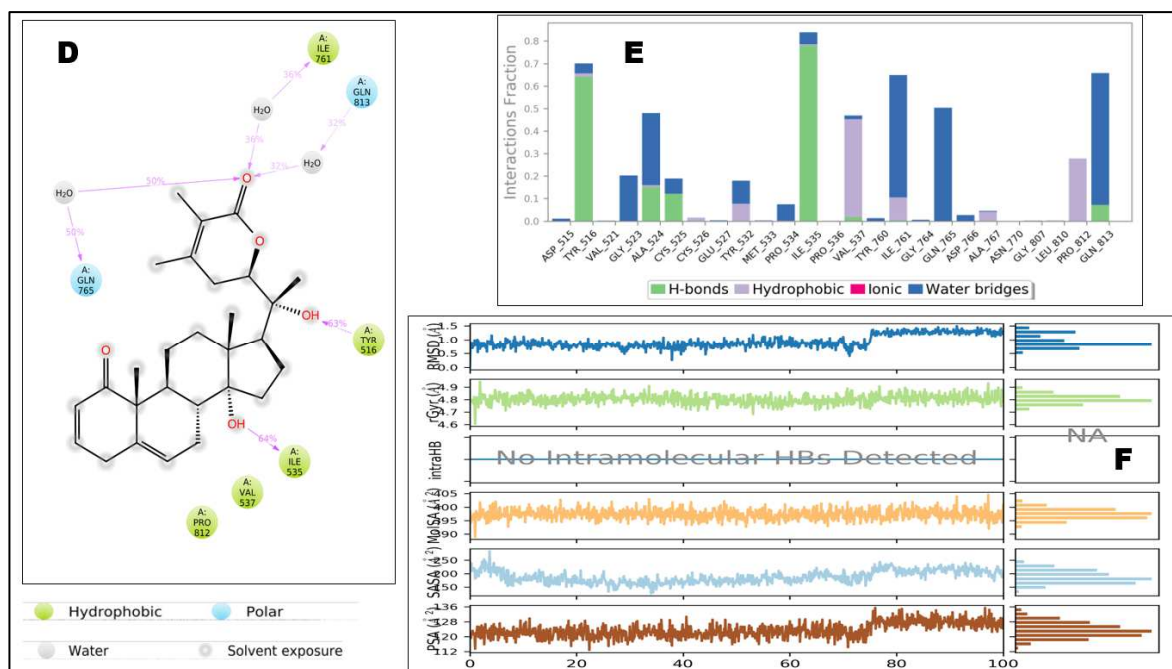 D
A:
ILE
761
A:
GLN
813
36%
32%
H₂O
36%
37%
H₂O
50%
H₂O
O
50%
O
A:
GLN
765
OH
63%
A:
TYR
516
O
OH
64%
A:
ILE
535
A:
VAL
537
A:
PRO
812
Hydrophobic
Polar
Water
Solvent exposure
E
Interactions Fraction
0.8
0.7
0.6
0.5
0.4
0.3
0.2
0.1
0.0
ASP_515
TYR_516
VAL_521
GLY_523
ALA_524
CYS_525
CYS_526
GLU_527
TYR_532
MET_533
PRO_534
ILE_535
PRO_536
VAL_537
TYR_760
ILE_761
GLY_764
GLN_765
ASP_766
ALA_767
ASN_770
GLY_807
LEU_810
PRO_812
GLN_813
H-bonds
Hydrophobic
Ionic
Water bridges
RMSD (Å)
1.5
1.0
0.5
rGyr (Å)
4.9
4.8
4.7
4.6
intraHB
No Intramolecular HBs Detected
NA
F
MolSA (Å²)
405
395
390
SASA (Å²)
250
200
150
PSA (Å²)
136
128
120
112
0
20
40
60
80
100